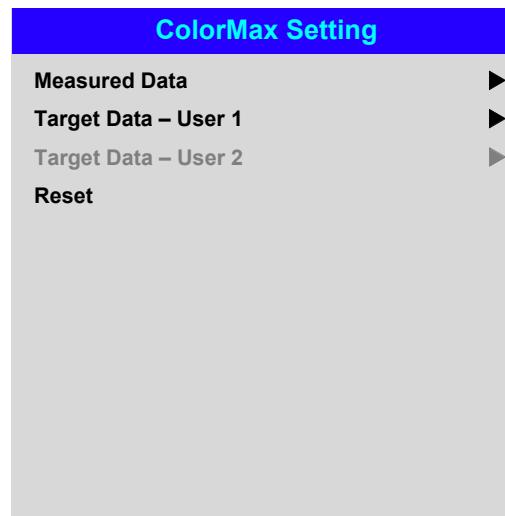 ColorMax Setting
Measured Data
Target Data – User 1
Target Data – User 2
Reset